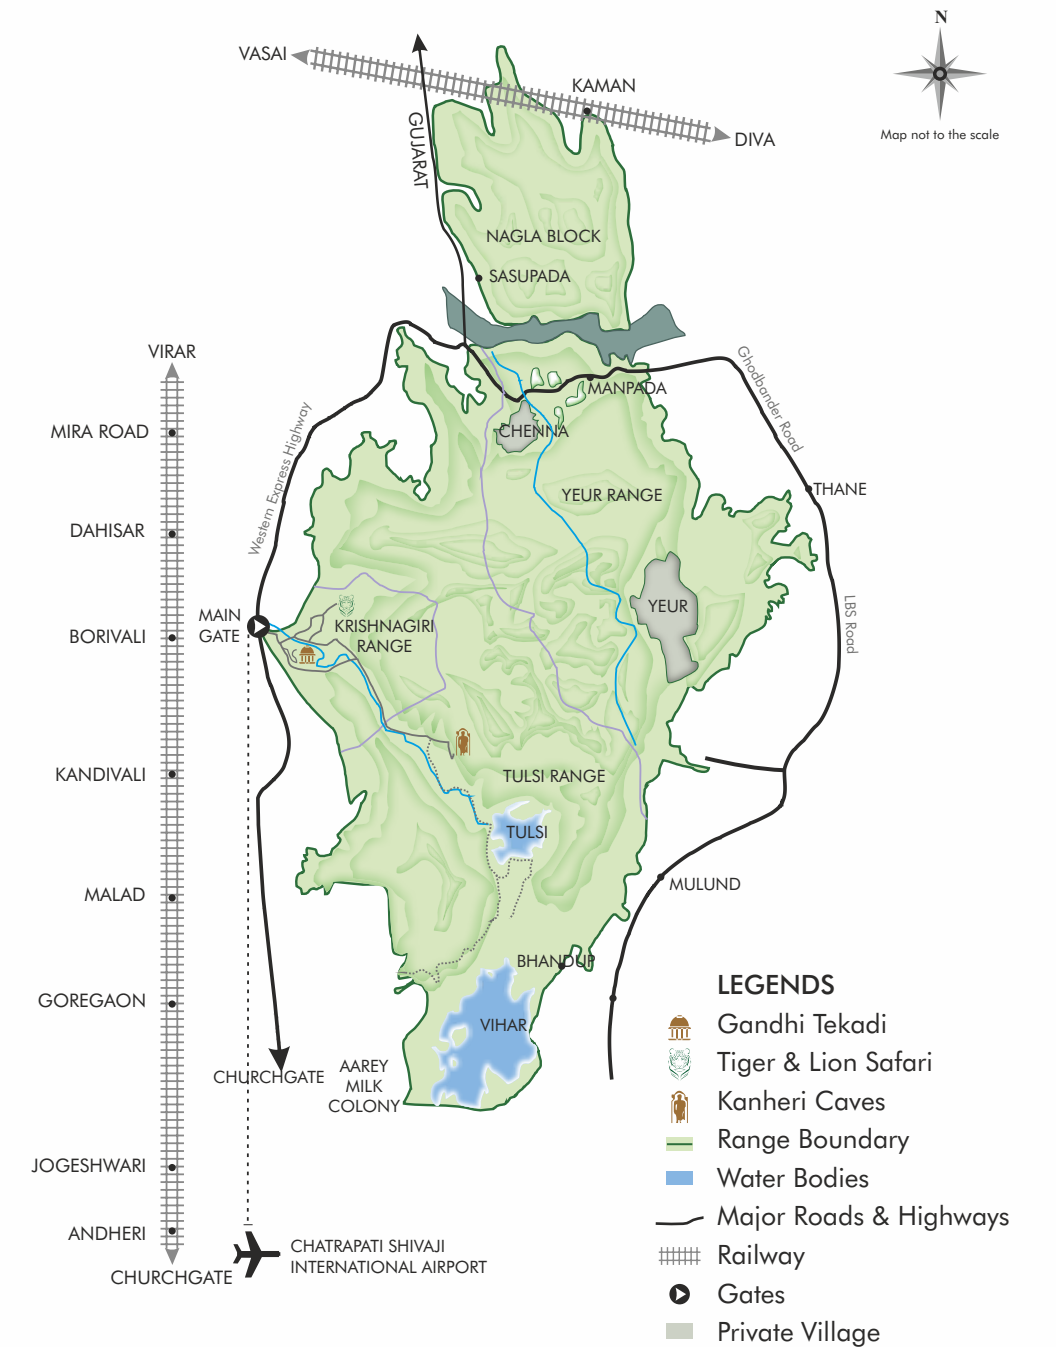 N
Map not to the scale
VASAI
KAMAN
DIVA
GUJARAT
NAGLA BLOCK
SASUPADA
VIRAR
MANPADA
Ghodbander Road
CHENNA
MIRA ROAD
Western Express Highway
YEUR RANGE
THANE
DAHISAR
MAIN
GATE
YEUR
LBS Road
BORIVALI
KRISHNAGIRI
RANGE
KANDIVALI
TULSI RANGE
TULSI
MALAD
MULUND
BHANDUP
GOREGAON
VIHAR
CHURCHGATE
AAREY
MILK
COLONY
JOGESHWARI
ANDHERI
CHURCHGATE
CHATRAPATI SHIVAJI
INTERNATIONAL AIRPORT
LEGENDS
Gandhi Tekadi
Tiger & Lion Safari
Kanheri Caves
Range Boundary
Water Bodies
Major Roads & Highways
Railway
Gates
Private Village